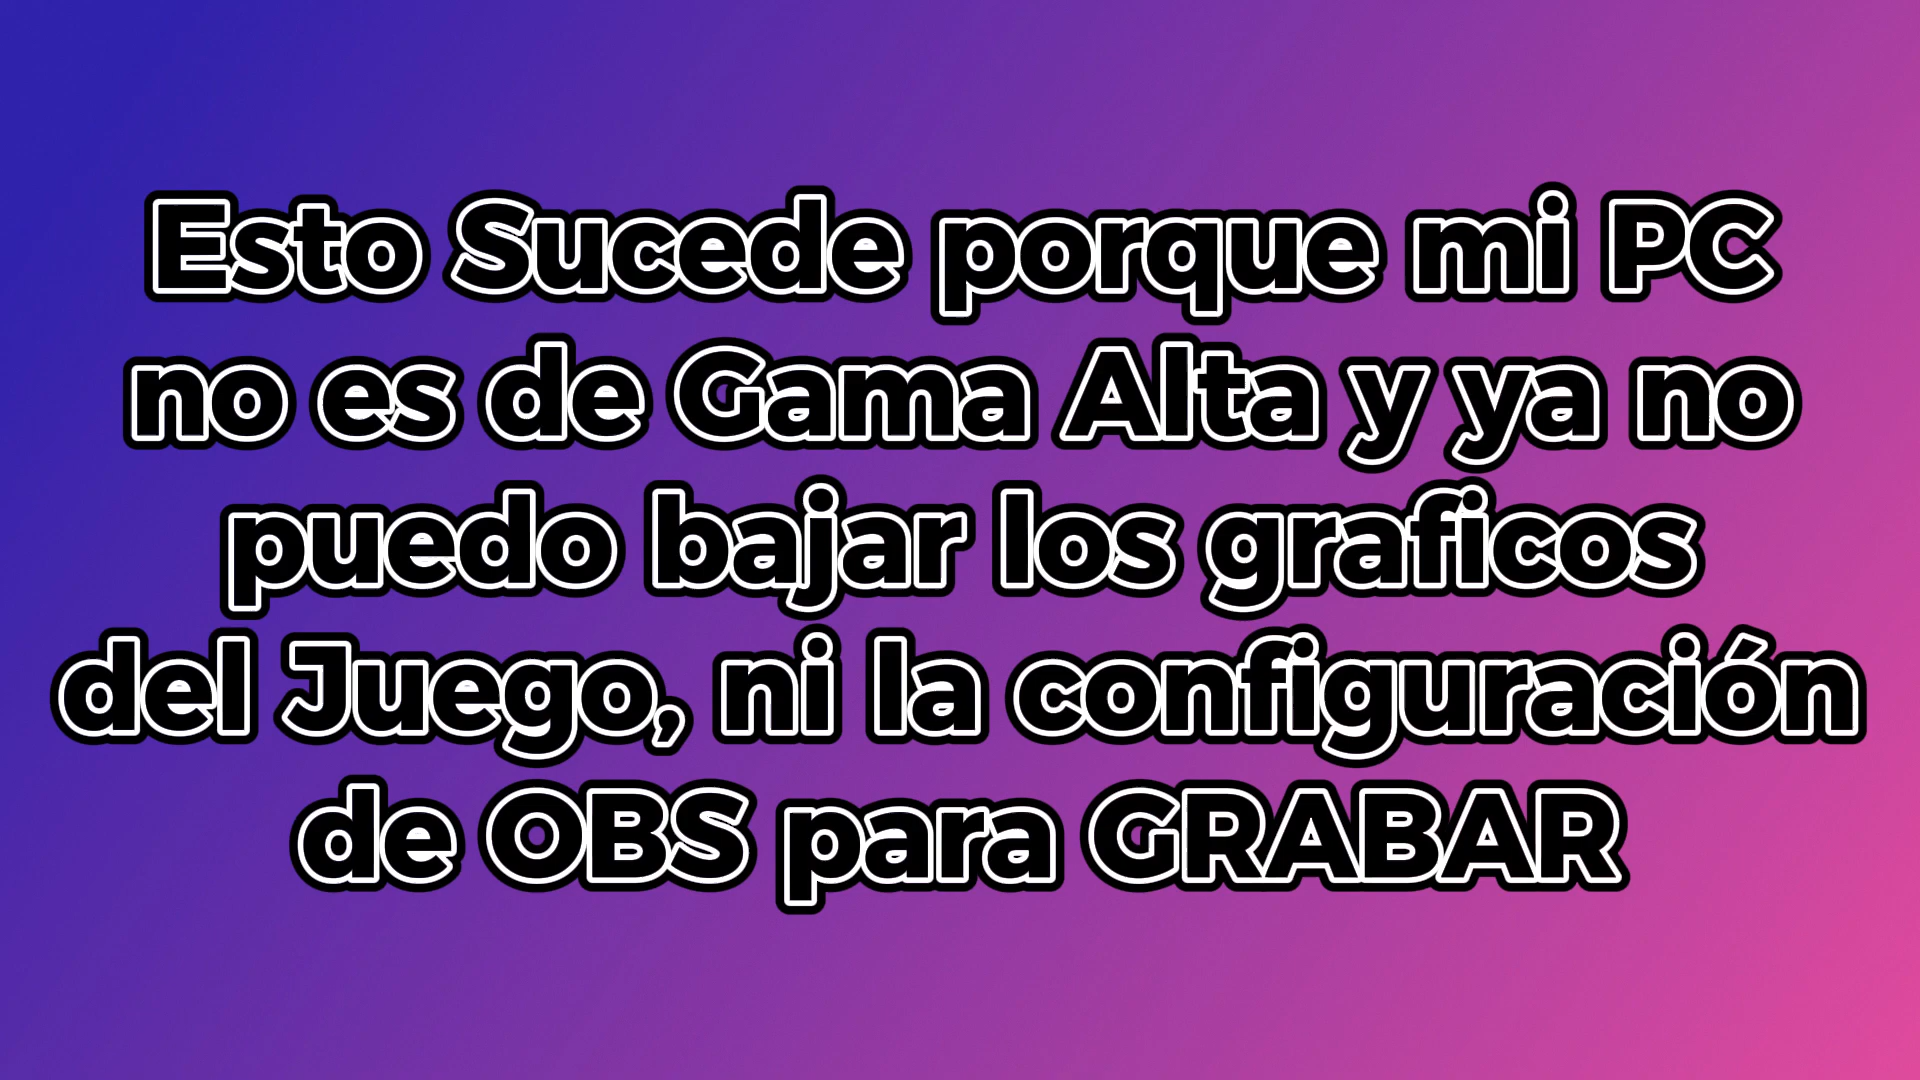 Esto Sucede porque mi PC
no es de Gama Alta y ya no
puedo bajar los graficos
del Juego, ni la configuración
de OBS para GRABAR